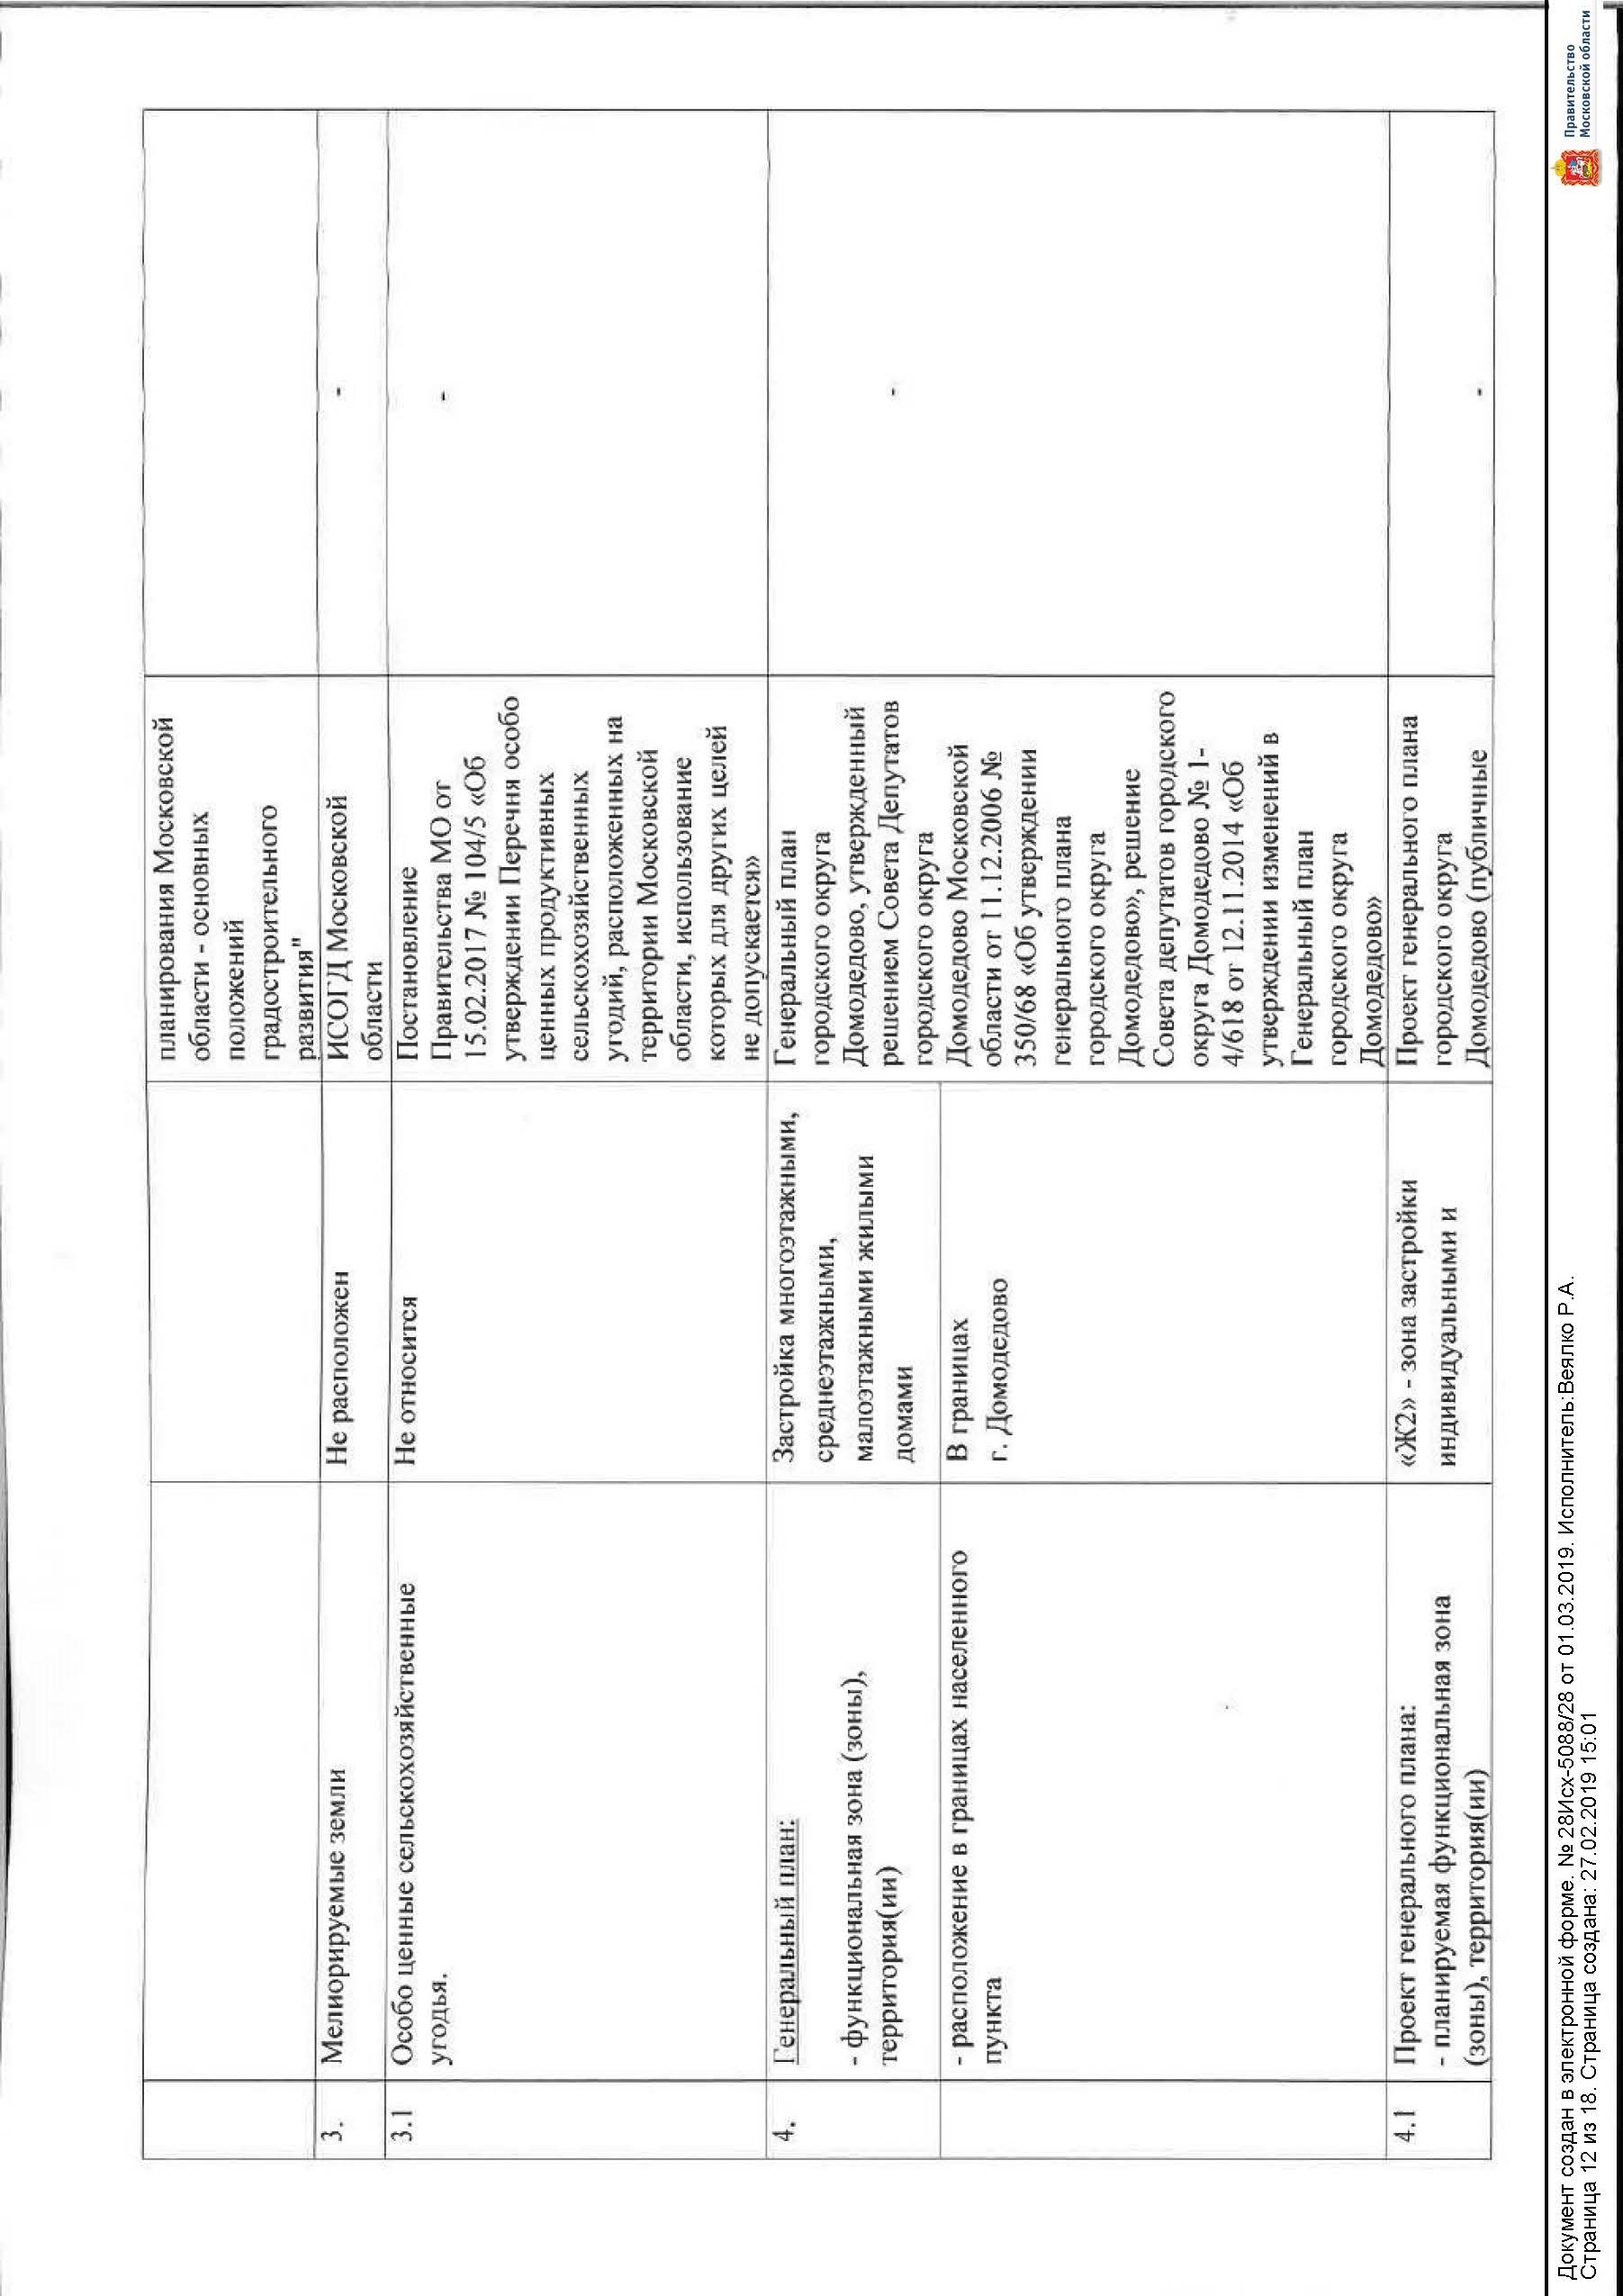 планирования Московской
области - основных
положений
градостроительного
развития"
3.
Мелиорируемые земли
Не расположен
ИСОГД Московской
области
-
3.1
Особо ценные сельскохозяйственные
угодья.
Не относится
Постановление
Правительства МО от
15.02.2017 № 104/5 «Об
утверждении Перечня особо
ценных продуктивных
сельскохозяйственных
угодий, расположенных на
территории Московской
области, использование
которых для других целей
не допускается»
-
4.
Генеральный план:
- функциональная зона (зоны),
территория(ии)
Застройка многоэтажными,
среднеэтажными,
малоэтажными жилыми
домами
- расположение в границах населенного
пункта
В границах
г. Домодедово
Генеральный план
городского округа
Домодедово, утвержденный
решением Совета Депутатов
городского округа
Домодедово Московской
области от 11.12.2006 №
350/68 «Об утверждении
генерального плана
городского округа
Домодедово», решение
Совета депутатов городского
округа Домодедово № 1-
4/618 от 12.11.2014 «Об
утверждении изменений в
Генеральный план
городского округа
Домодедово»
-
4.1
Проект генерального плана:
- планируемая функциональная зона
(зоны), территория(ии)
«Ж2» - зона застройки
индивидуальными и
Проект генерального плана
городского округа
Домодедово (публичные
-
Документ создан в электронной форме. № 28Исх-5088/28 от 01.03.2019. Исполнитель:Веялко Р.А.
Страница 12 из 18. Страница создана: 27.02.2019 15:01
Правительство
Московской области